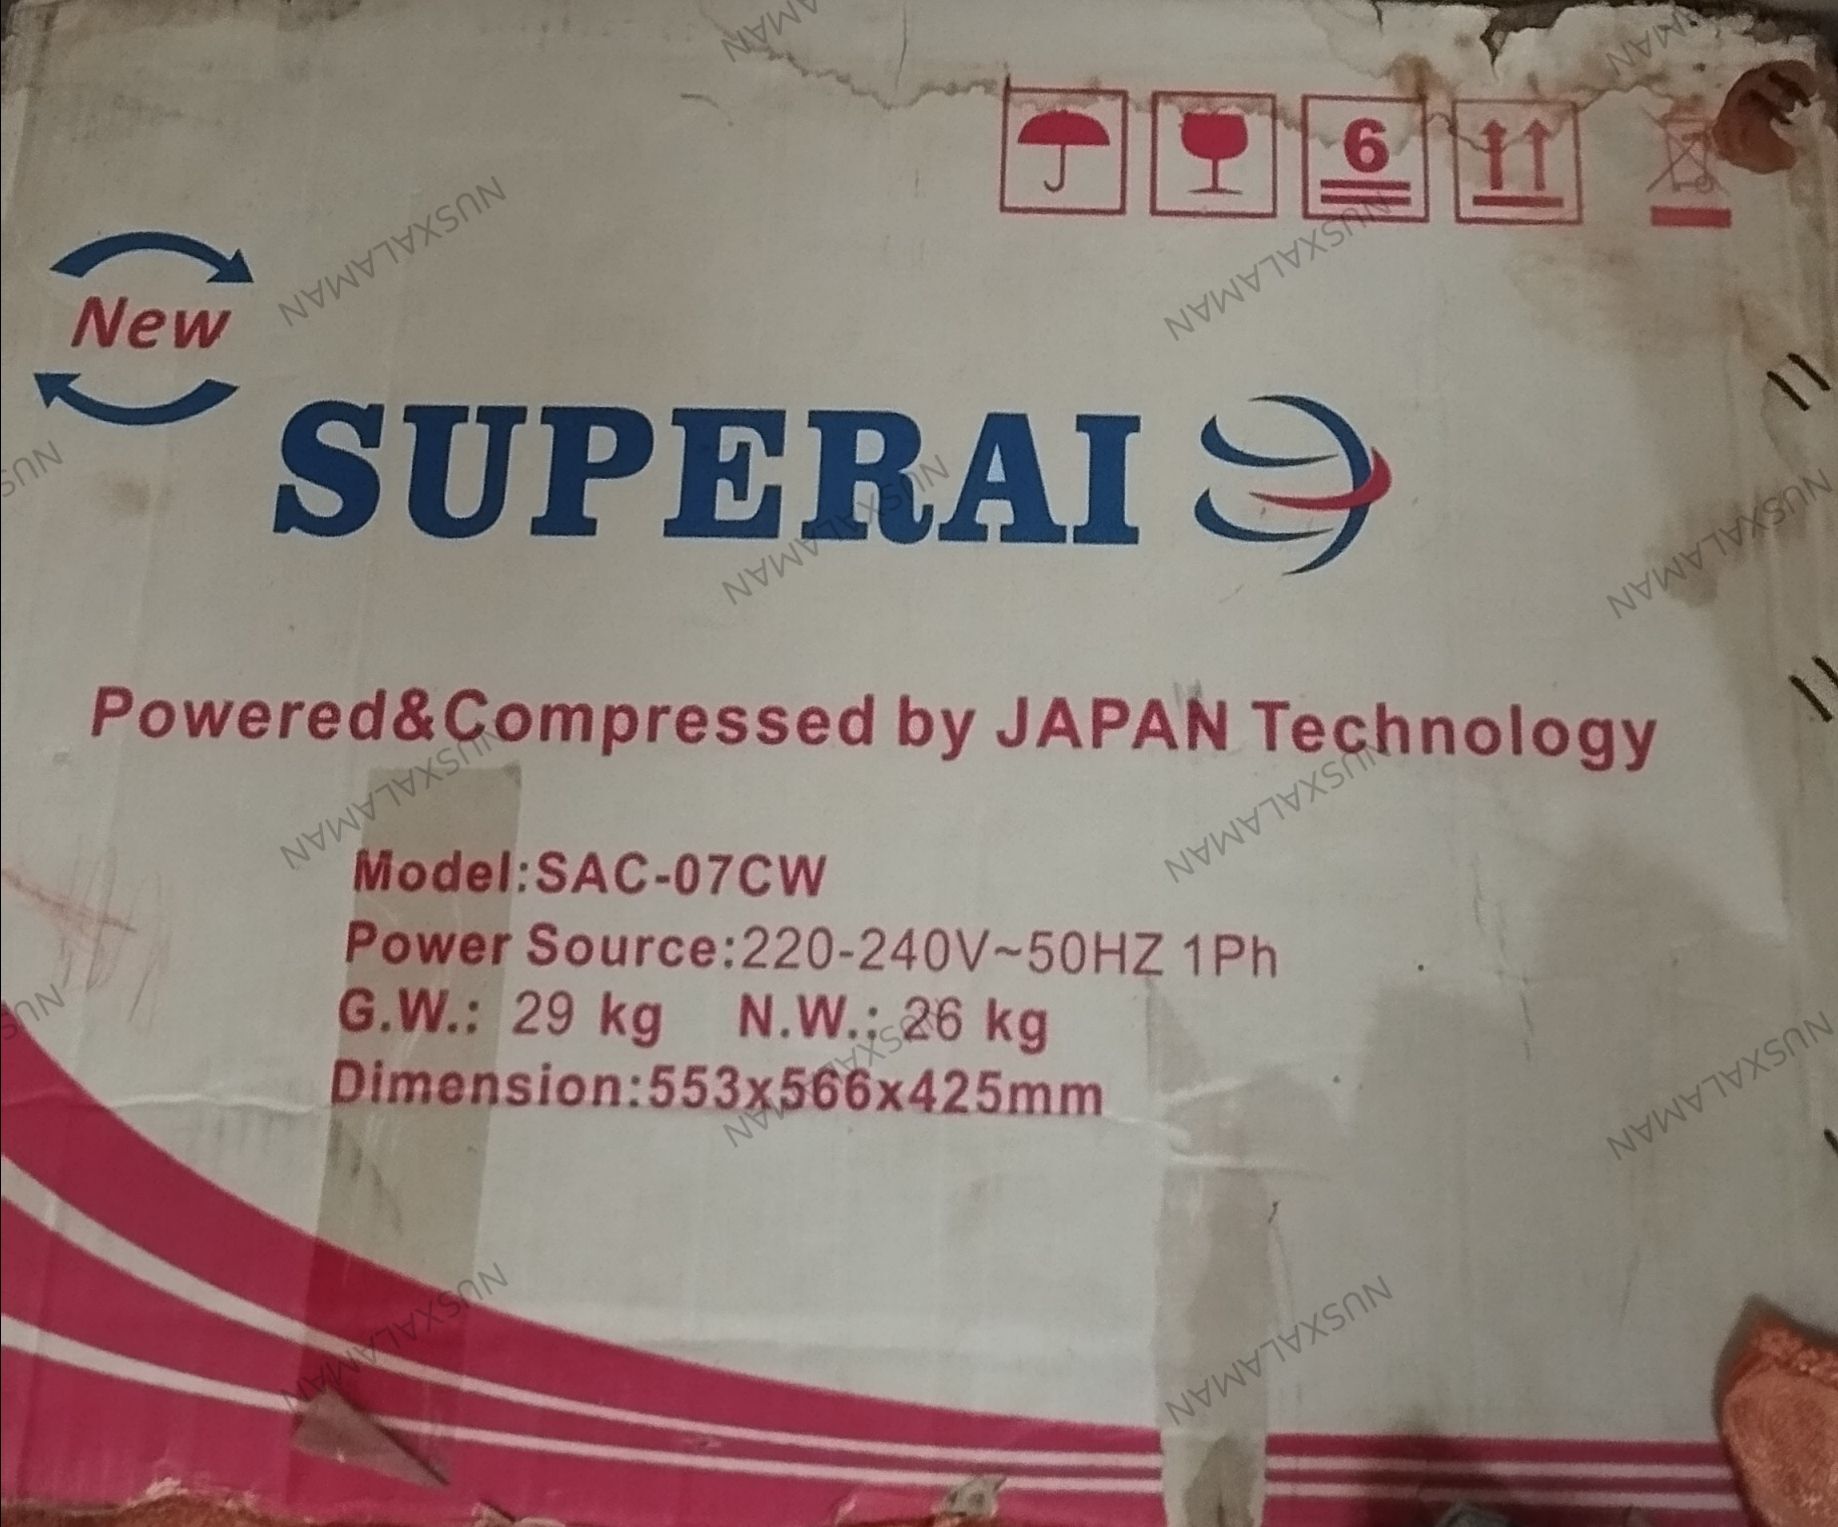 6
New
SUPERAI
Powered&Compressed by JAPAN Technology
Model:SAC-07CW
Power Source:220-240V~50HZ 1Ph
G.W.: 29 kg N.W.: 26 kg
Dimension:553x566x425mm
NUSXALAMAN